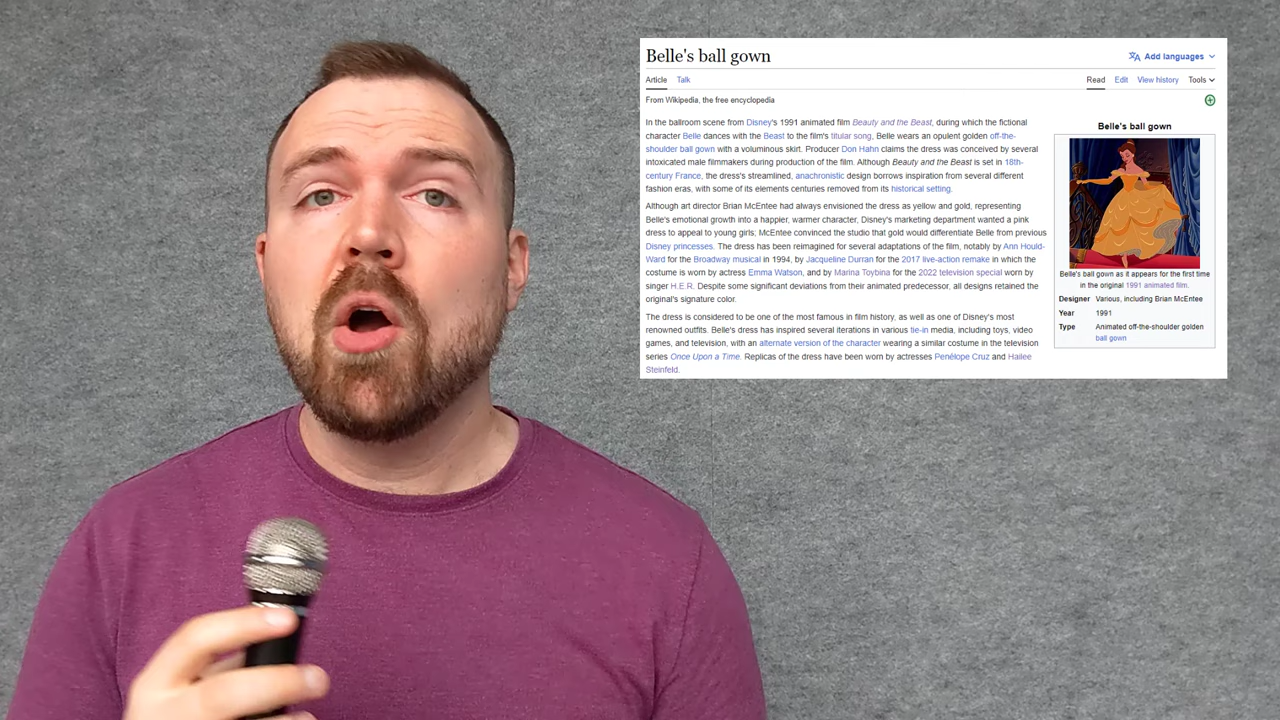 Belle's ball gown
Add languages
Article Talk
Read Edit View history Tools
From Wikipedia, the free encyclopedia
In the ballroom scene from Disney's 1991 animated film Beauty and the Beast, during which the fictional
character Belle dances with the Beast to the film's titular song, Belle wears an opulent golden off-the-
shoulder ball gown with a voluminous skirt. Producer Don Hahn claims the dress was conceived by several
intoxicated male filmmakers during production of the film. Although Beauty and the Beast is set in 18th-
century France, the dress's streamlined, anachronistic design borrows inspiration from several different
fashion eras, with some of its elements centuries removed from its historical setting.
Although art director Brian McEntee had always envisioned the dress as yellow and gold, representing
Belle's emotional growth into a happier, warmer character, Disney's marketing department wanted a pink
dress to appeal to young girls; McEntee convinced the studio that gold would differentiate Belle from previous
Disney princesses. The dress has been reimagined for several adaptations of the film, notably by Ann Hould-
Ward for the Broadway musical in 1994, by Jacqueline Durran for the 2017 live-action remake in which the
costume is worn by actress Emma Watson, and by Marina Toybina for the 2022 television special worn by
singer H.E.R. Despite some significant deviations from their animated predecessor, all designs retained the
original's signature color.
The dress is considered to be one of the most famous in film history, as well as one of Disney's most
renowned outfits. Belle's dress has inspired several iterations in various tie-in media, including toys, video
games, and television, with an alternate version of the character wearing a similar costume in the television
series Once Upon a Time. Replicas of the dress have been worn by actresses Penélope Cruz and Hailee
Steinfeld.
Belle's ball gown
Belle's ball gown as it appears for the first time
in the original 1991 animated film.
Designer Various, including Brian McEntee
Year 1991
Type Animated off-the-shoulder golden
ball gown